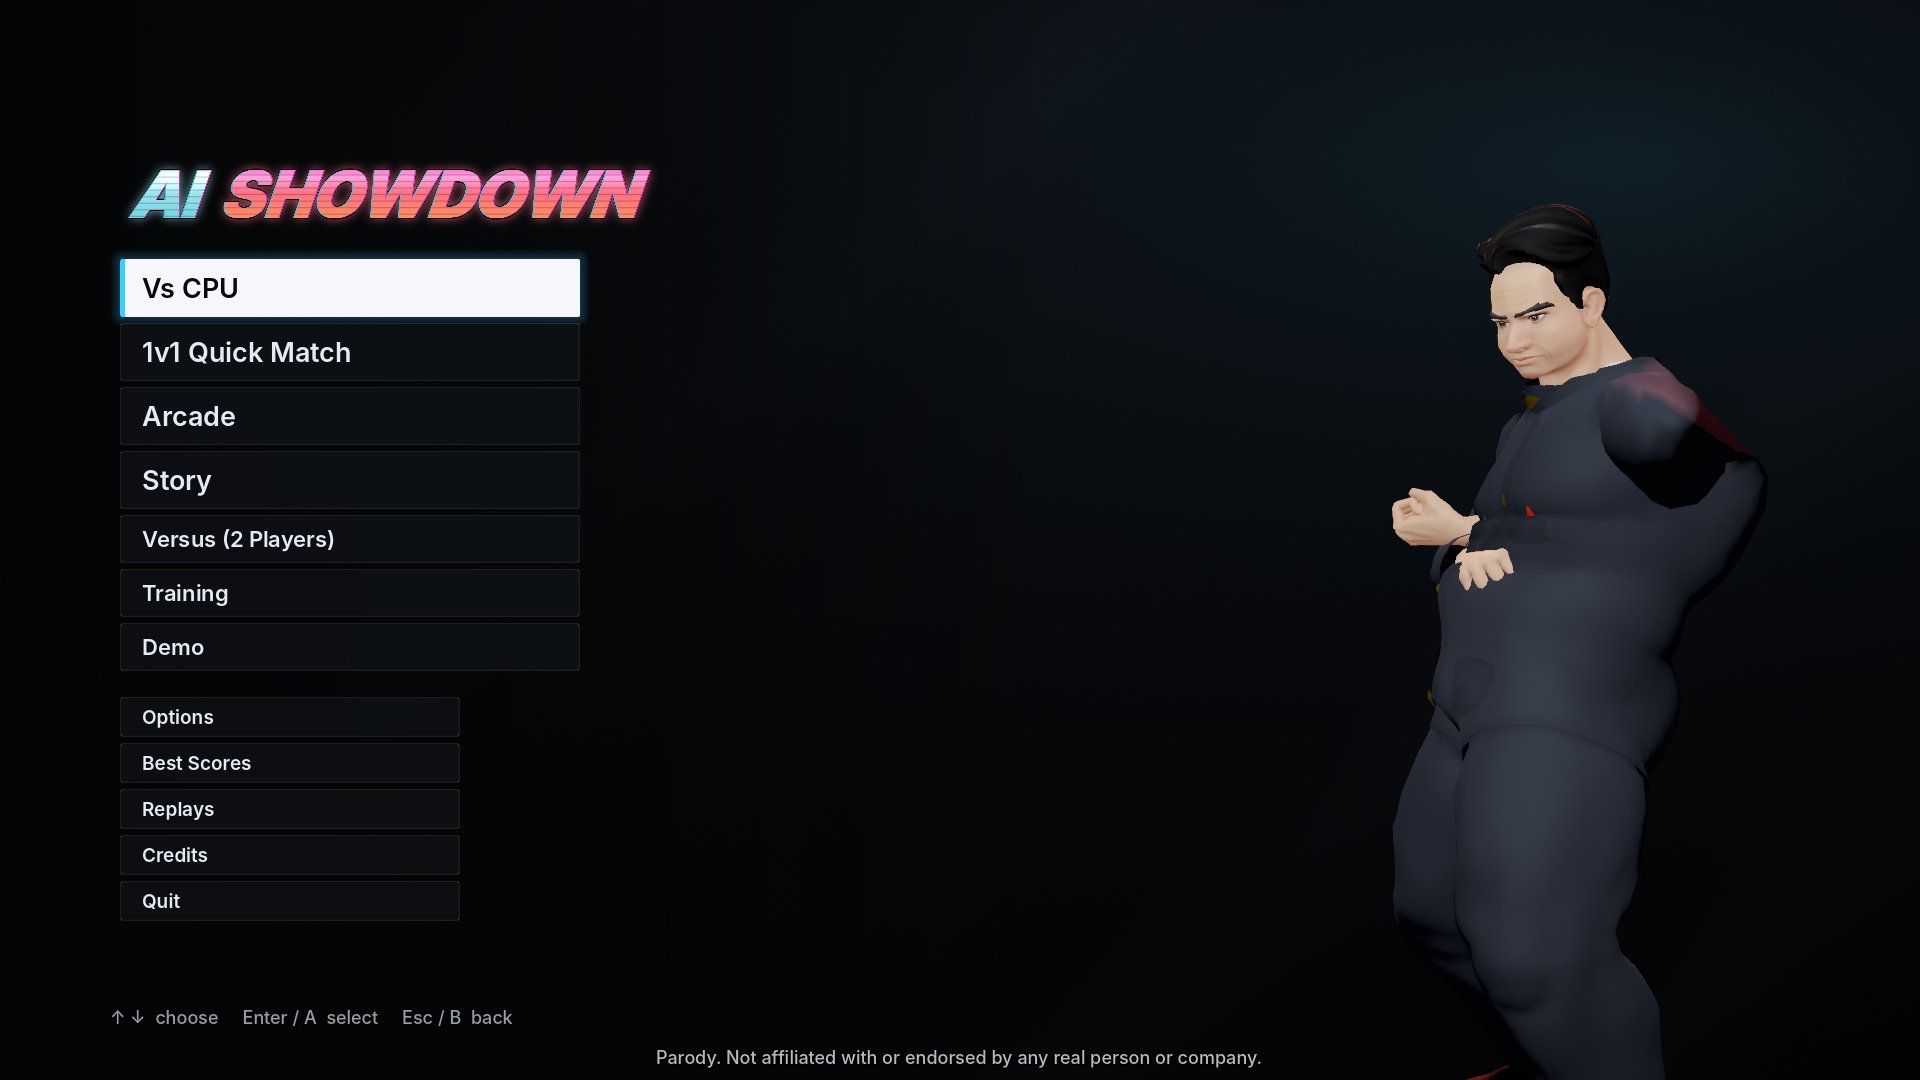 AI SHOWDOWN
Vs CPU
1v1 Quick Match
Arcade
Story
Versus (2 Players)
Training
Demo
Options
Best Scores
Replays
Credits
Quit
↑ ↓ choose Enter / A select Esc / B back
Parody. Not affiliated with or endorsed by any real person or company.